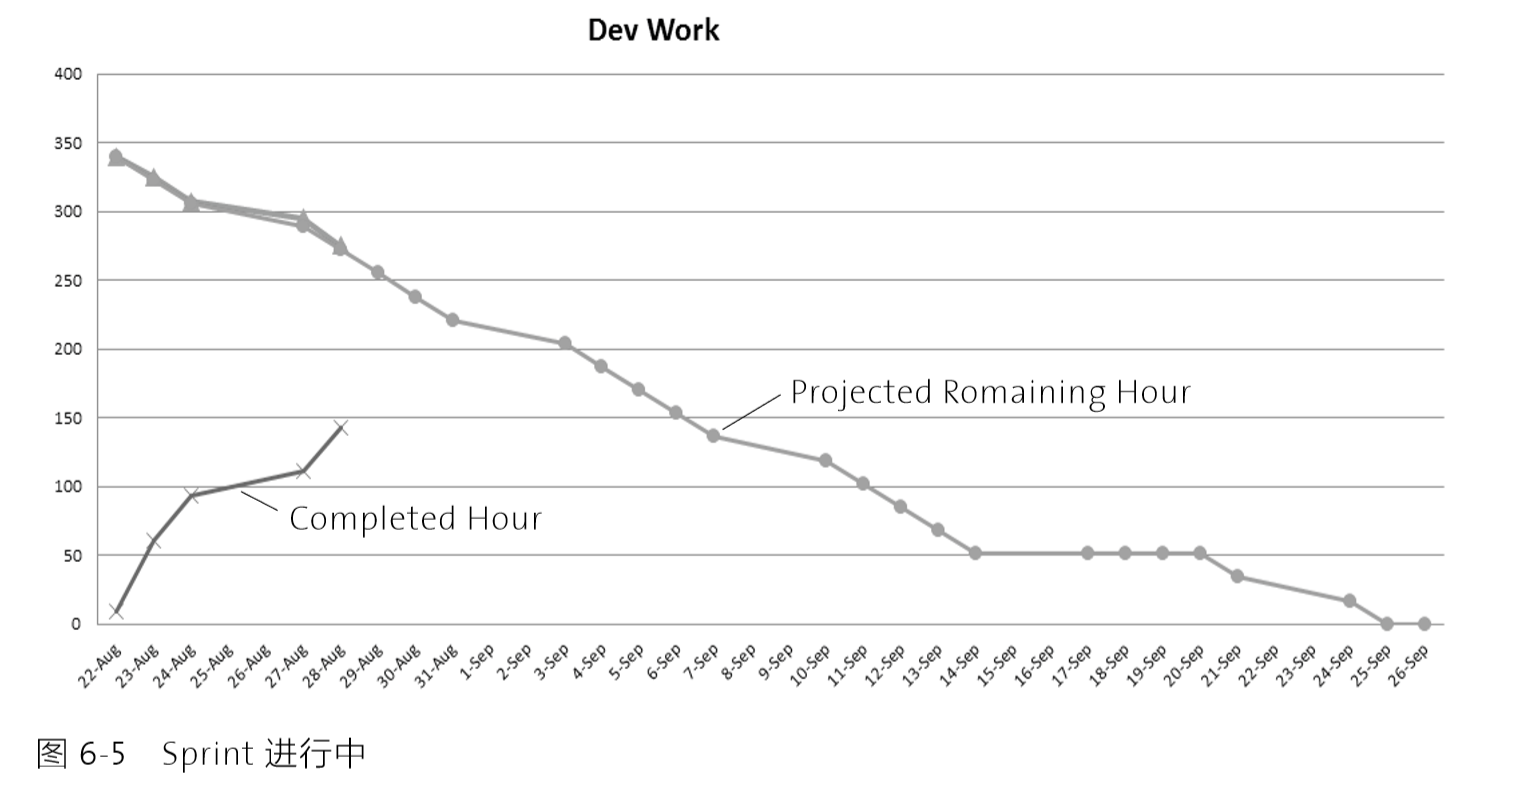 Dev Work
400
350
300
250
200
150
100
50
0
Projected Romaining Hour
Completed Hour
22-Aug
23-Aug
24-Aug
25-Aug
26-Aug
27-Aug
28-Aug
29-Aug
30-Aug
31-Aug
1-Sep
2-Sep
3-Sep
4-Sep
5-Sep
6-Sep
7-Sep
8-Sep
9-Sep
10-Sep
11-Sep
12-Sep
13-Sep
14-Sep
15-Sep
16-Sep
17-Sep
18-Sep
19-Sep
20-Sep
21-Sep
22-Sep
23-Sep
24-Sep
25-Sep
26-Sep
图 6-5 Sprint 进行中